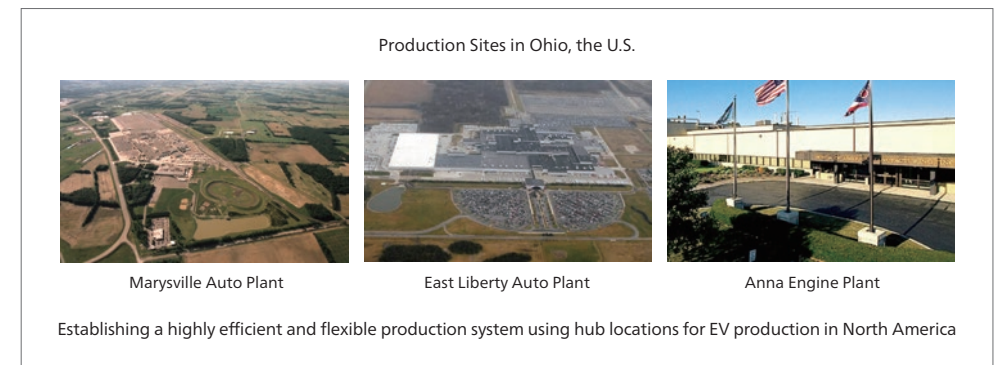 Production Sites in Ohio, the U.S.
Marysville Auto Plant
East Liberty Auto Plant
Anna Engine Plant
Establishing a highly efficient and flexible production system using hub locations for EV production in North America